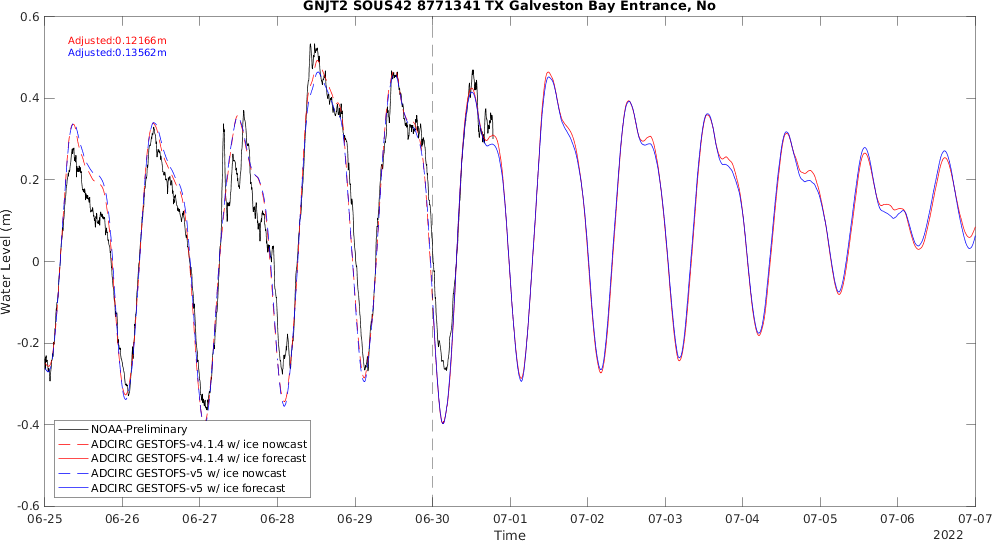 GNJT2 SOUS42 8771341 TX Galveston Bay Entrance, No
Adjusted:0.12166m
Adjusted:0.13562m
0.6
0.4
0.2
0
-0.2
-0.4
-0.6
Water Level (m)
NOAA-Preliminary
ADCIRC GESTOFS-v4.1.4 w/ ice nowcast
ADCIRC GESTOFS-v4.1.4 w/ ice forecast
ADCIRC GESTOFS-v5 w/ ice nowcast
ADCIRC GESTOFS-v5 w/ ice forecast
06-25 06-26 06-27 06-28 06-29 06-30 07-01 07-02 07-03 07-04 07-05 07-06 07-07
Time
2022